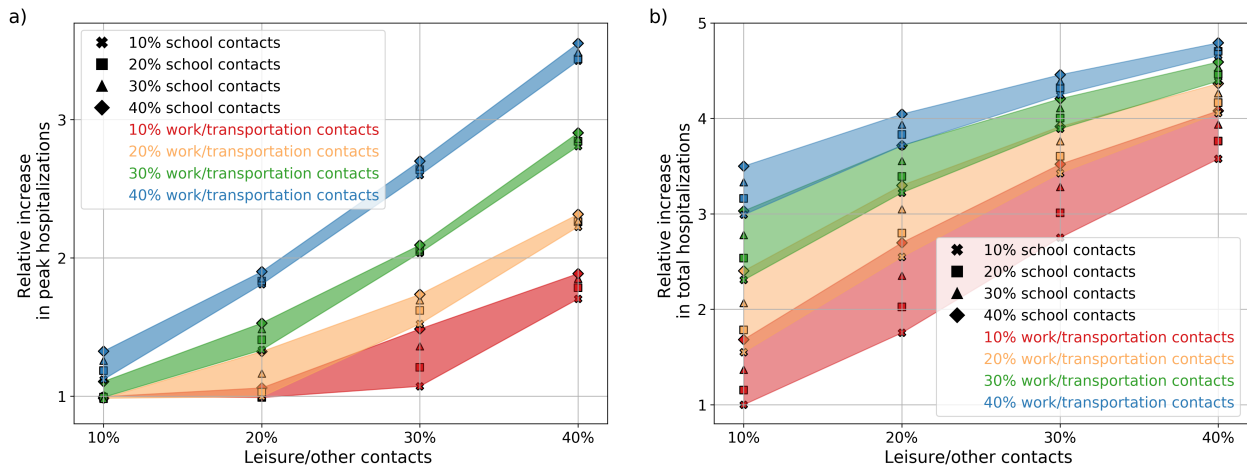 a)
Relative increase
in peak hospitalizations
3
2
1
10% school contacts
20% school contacts
30% school contacts
40% school contacts
10% work/transportation contacts
20% work/transportation contacts
30% work/transportation contacts
40% work/transportation contacts
10%
20%
30%
40%
Leisure/other contacts
b)
Relative increase
in total hospitalizations
5
4
3
2
1
10% school contacts
20% school contacts
30% school contacts
40% school contacts
10% work/transportation contacts
20% work/transportation contacts
30% work/transportation contacts
40% work/transportation contacts
10%
20%
30%
40%
Leisure/other contacts